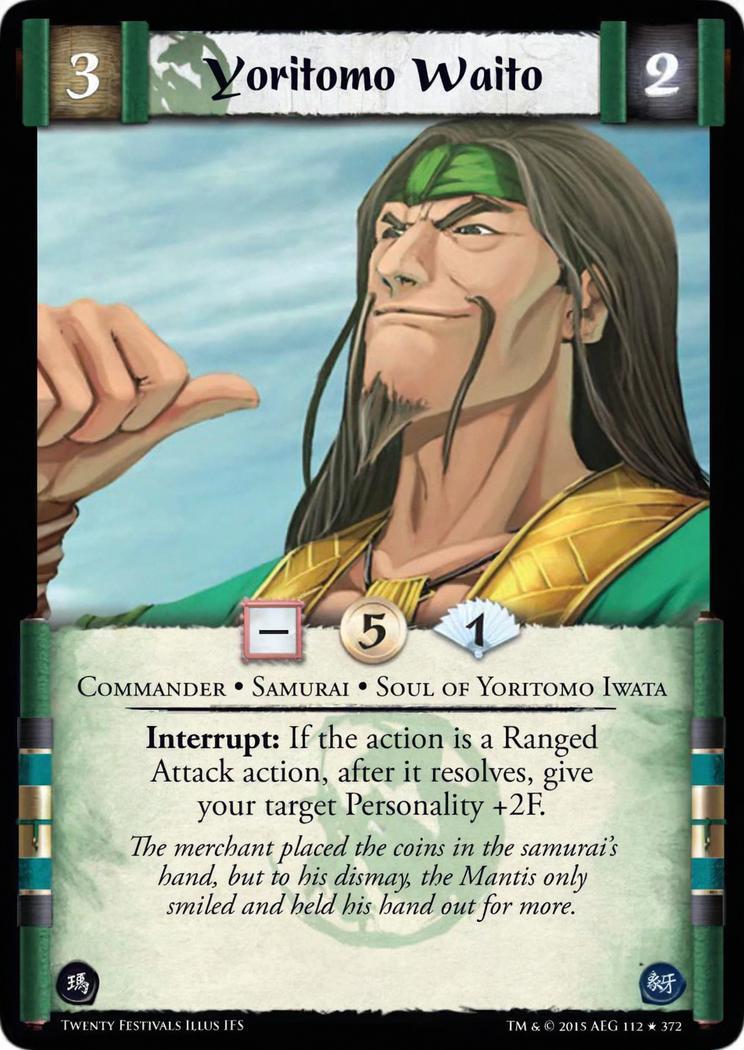 3 Yoritomo Waito 2
– 5 1
Commander • Samurai • Soul of Yoritomo Iwata
Interrupt: If the action is a Ranged
Attack action, after it resolves, give
your target Personality +2F.
The merchant placed the coins in the samurai's
hand, but to his dismay, the Mantis only
smiled and held his hand out for more.
Twenty Festivals Illus IFS TM & © 2015 AEG 112 ★ 372